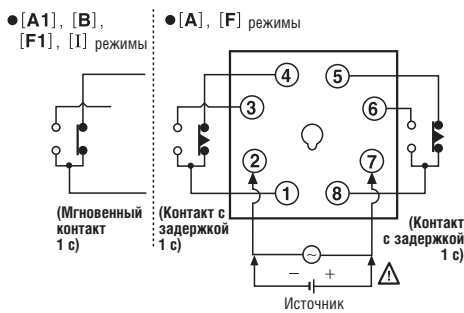 ●[A1], [B],
[F1], [I] режимы
●[A], [F] режимы
4
5
3
6
2
7
1
8
(Мгновенный
контакт
1 с)
(Контакт с
задержкой
1 с)
(Контакт
с задержкой
1 с)
− +
Источник